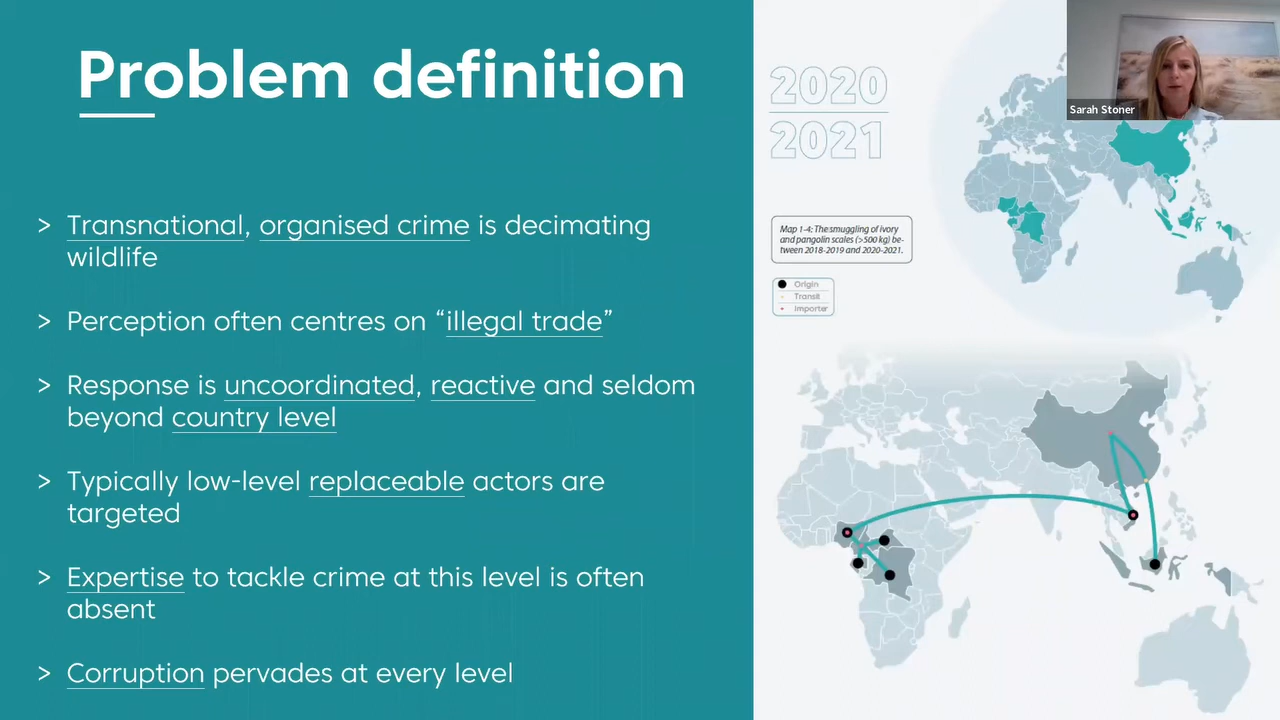 Problem definition
> Transnational, organised crime is decimating
wildlife
> Perception often centres on “illegal trade”
> Response is uncoordinated, reactive and seldom
beyond country level
> Typically low-level replaceable actors are
targeted
> Expertise to tackle crime at this level is often
absent
> Corruption pervades at every level
2020
2021
Map 1-4: The smuggling of ivory
and pangolin scales (>500 kg) be-
tween 2018-2019 and 2020-2021.
Origin
Transit
Importer
Sarah Stoner